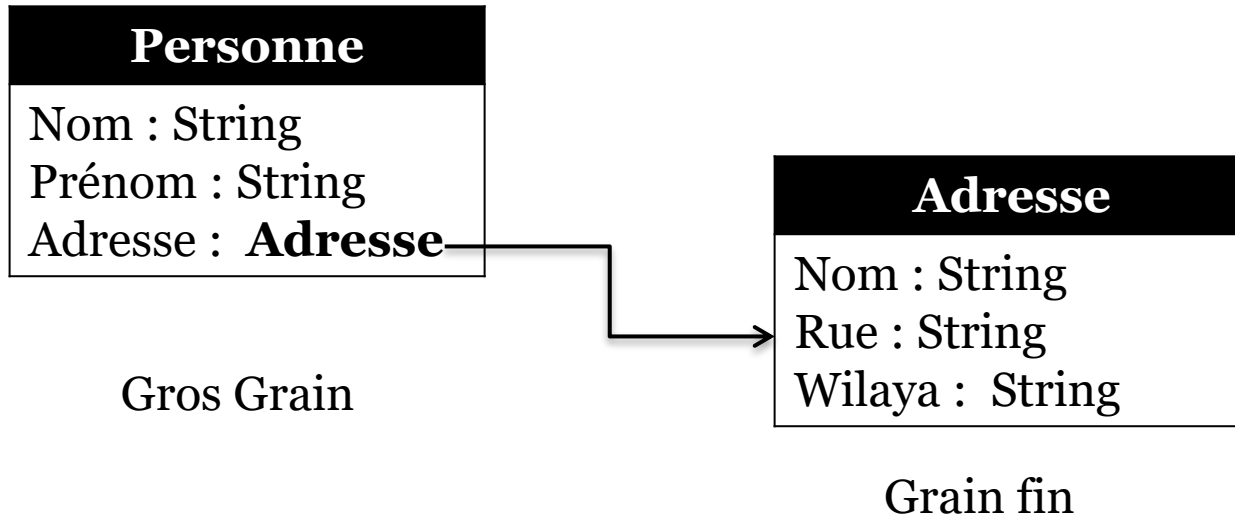 Personne
Nom : String
Prénom : String
Adresse : Adresse
Gros Grain
Adresse
Nom : String
Rue : String
Wilaya : String
Grain fin